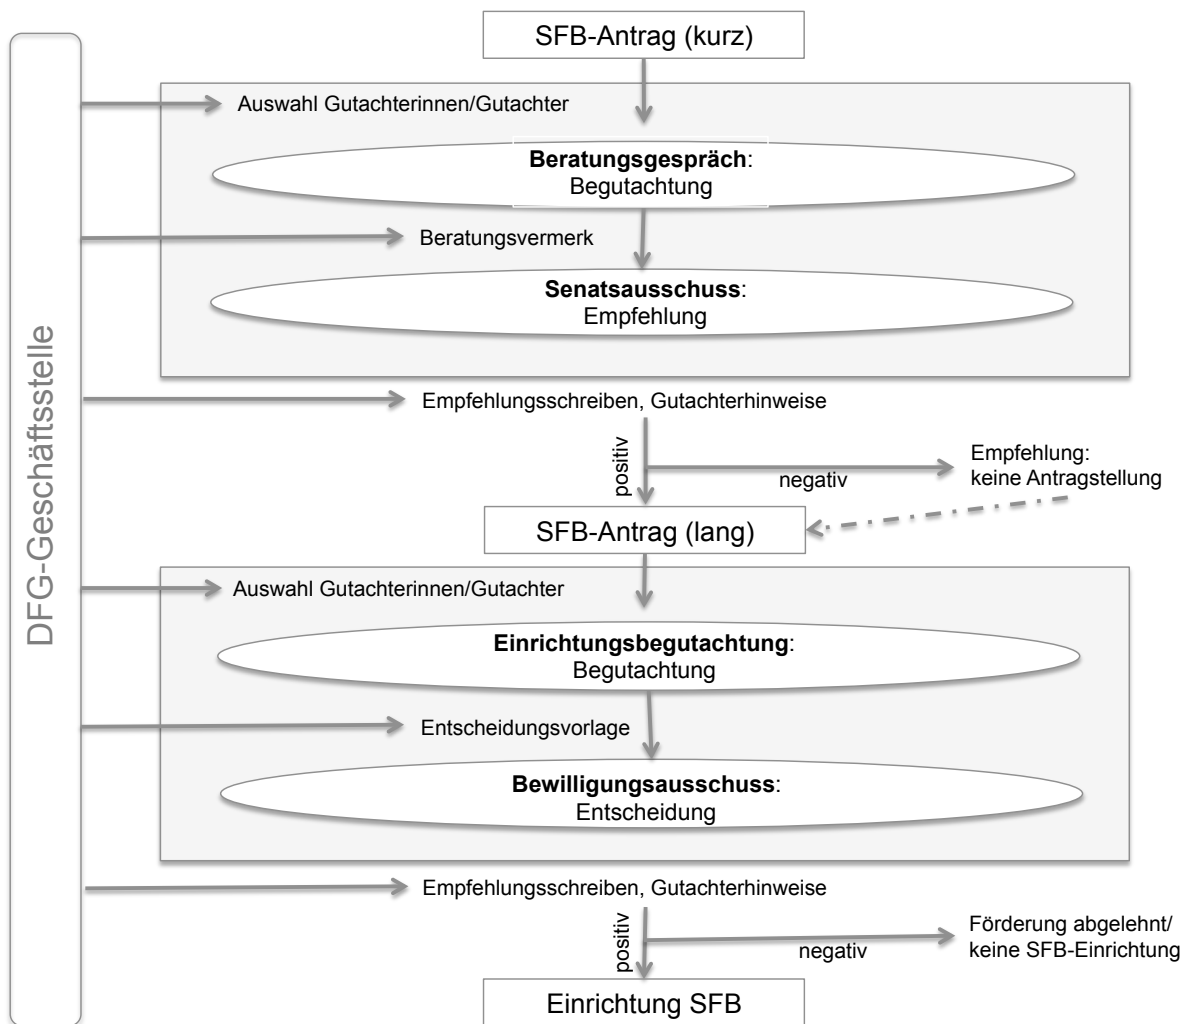 SFB-Antrag (kurz)
Auswahl Gutachterinnen/Gutachter
Beratungsgespräch:
Begutachtung
Beratungsvermerk
Senatsausschuss:
Empfehlung
DFG-Geschäftsstelle
Empfehlungsschreiben, Gutachterhinweise
positiv
negativ
Empfehlung:
keine Antragstellung
SFB-Antrag (lang)
Auswahl Gutachterinnen/Gutachter
Einrichtungsbegutachtung:
Begutachtung
Entscheidungsvorlage
Bewilligungsausschuss:
Entscheidung
Empfehlungsschreiben, Gutachterhinweise
positiv
negativ
Förderung abgelehnt/
keine SFB-Einrichtung
Einrichtung SFB